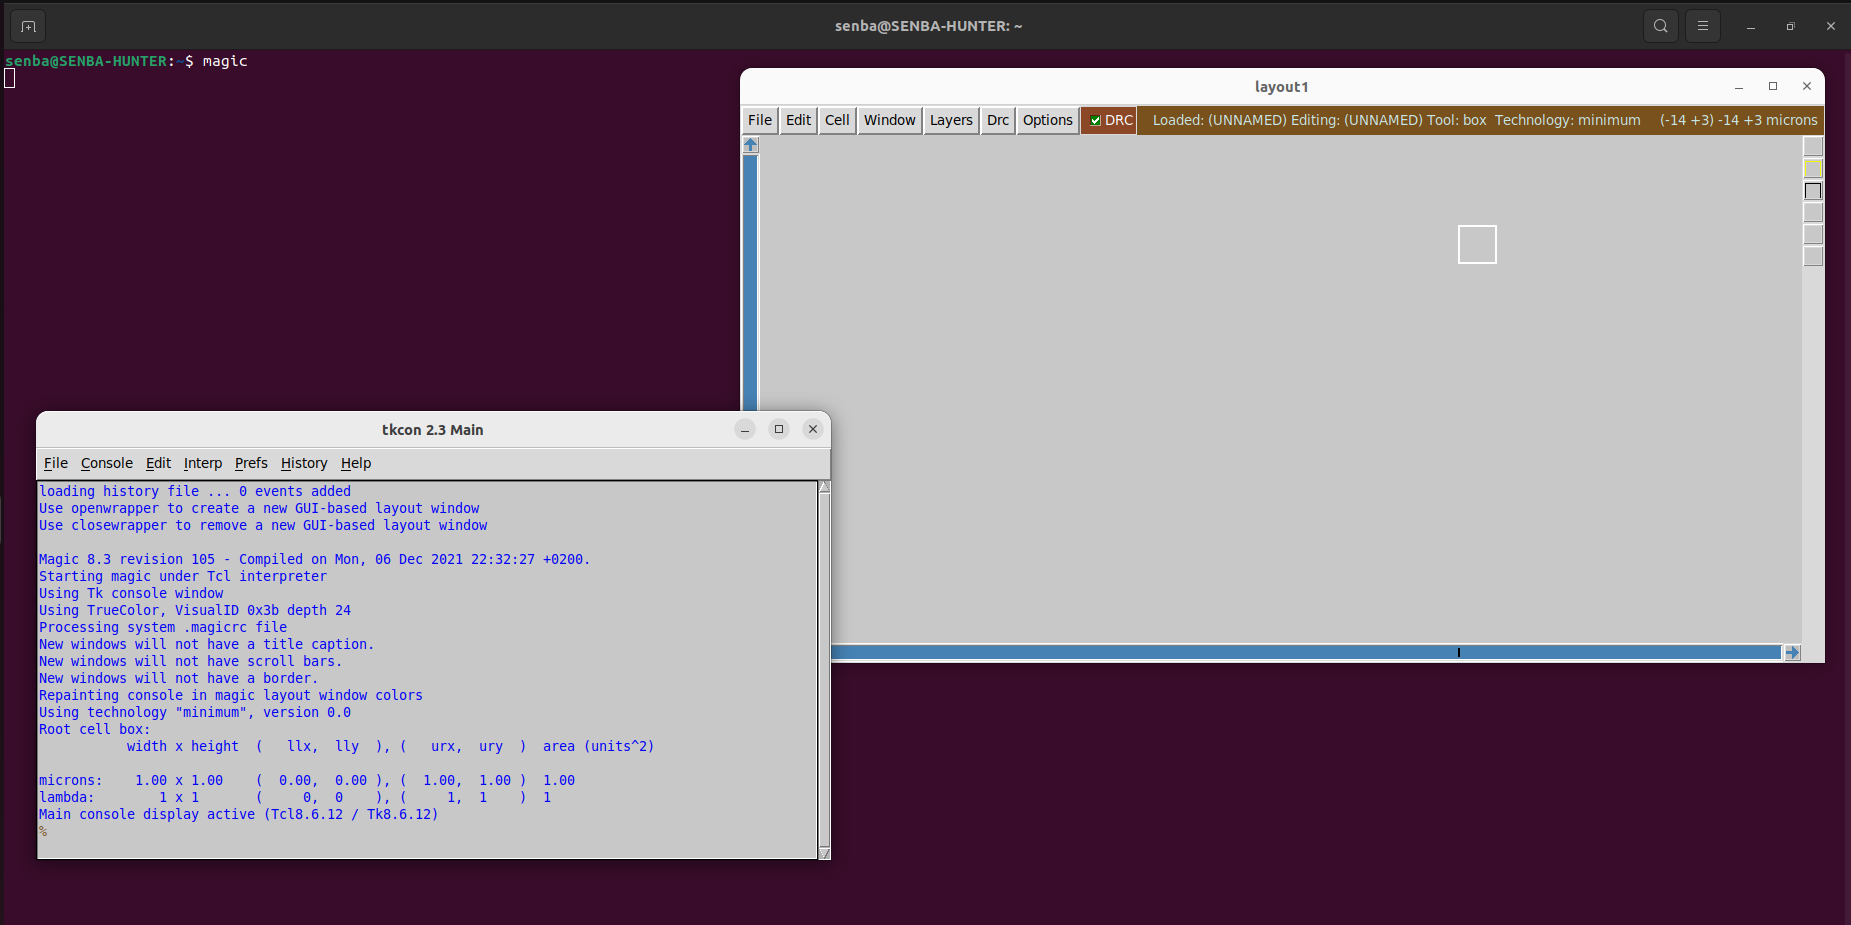 senba@SENBA-HUNTER: ~
senba@SENBA-HUNTER:~$ magic
layout1
File Edit Cell Window Layers Drc Options DRC Loaded: (UNNAMED) Editing: (UNNAMED) Tool: box Technology: minimum (-14 +3) -14 +3 microns
tkcon 2.3 Main
File Console Edit Interp Prefs History Help
loading history file ... 0 events added
Use openwrapper to create a new GUI-based layout window
Use closewrapper to remove a new GUI-based layout window
Magic 8.3 revision 105 - Compiled on Mon, 06 Dec 2021 22:32:27 +0200.
Starting magic under Tcl interpreter
Using Tk console window
Using TrueColor, VisualID 0x3b depth 24
Processing system .magicrc file
New windows will not have a title caption.
New windows will not have scroll bars.
New windows will not have a border.
Repainting console in magic layout window colors
Using technology "minimum", version 0.0
Root cell box:
width x height ( llx, lly ), ( urx, ury ) area (units^2)
microns: 1.00 x 1.00 ( 0.00, 0.00 ), ( 1.00, 1.00 ) 1.00
lambda: 1 x 1 ( 0, 0 ), ( 1, 1 ) 1
Main console display active (Tcl8.6.12 / Tk8.6.12)
%